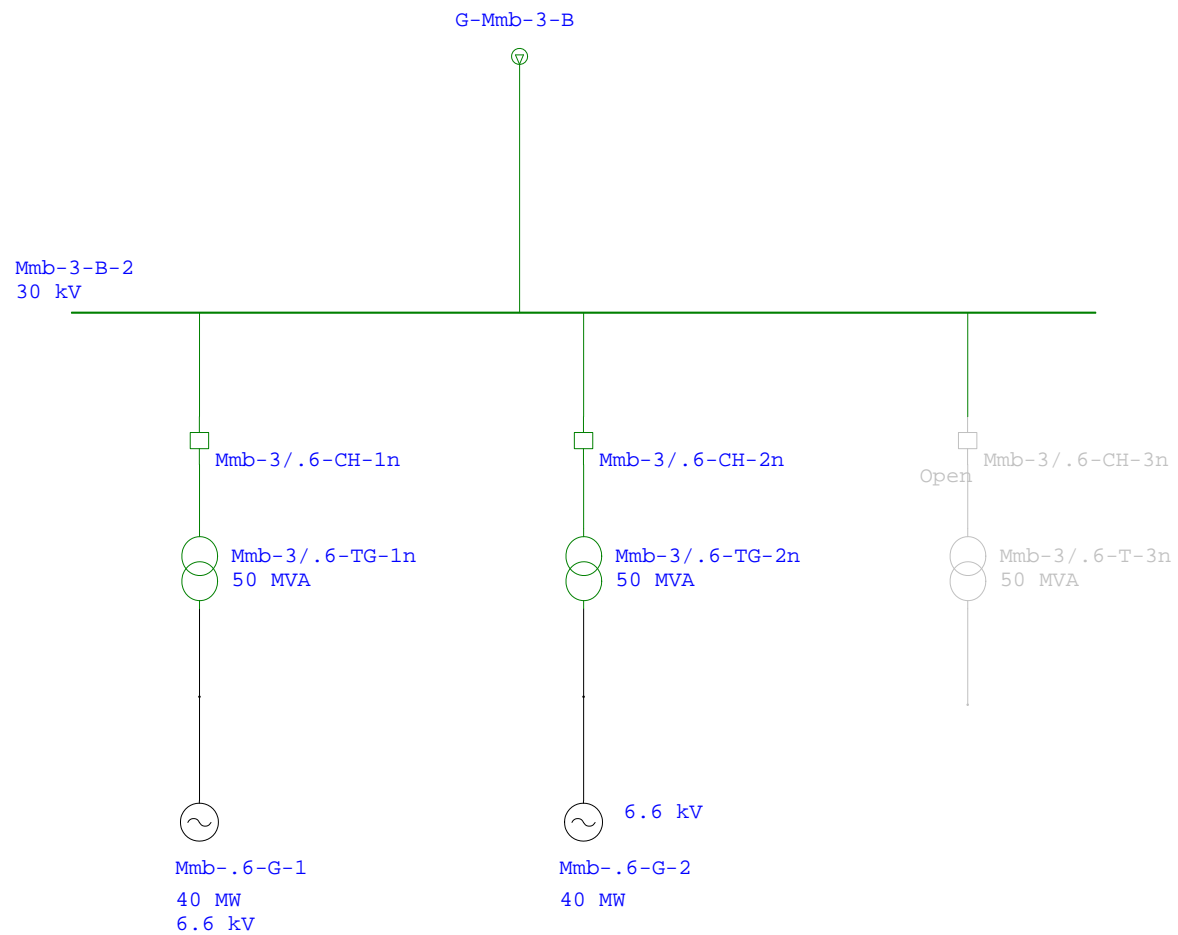 G-Mmb-3-B
Mmb-3-B-2
30 kV
Mmb-3/.6-CH-1n
Mmb-3/.6-CH-2n
Mmb-3/.6-CH-3n
Open
Mmb-3/.6-TG-1n
50 MVA
Mmb-3/.6-TG-2n
50 MVA
Mmb-3/.6-T-3n
50 MVA
6.6 kV
Mmb-.6-G-1
40 MW
6.6 kV
Mmb-.6-G-2
40 MW